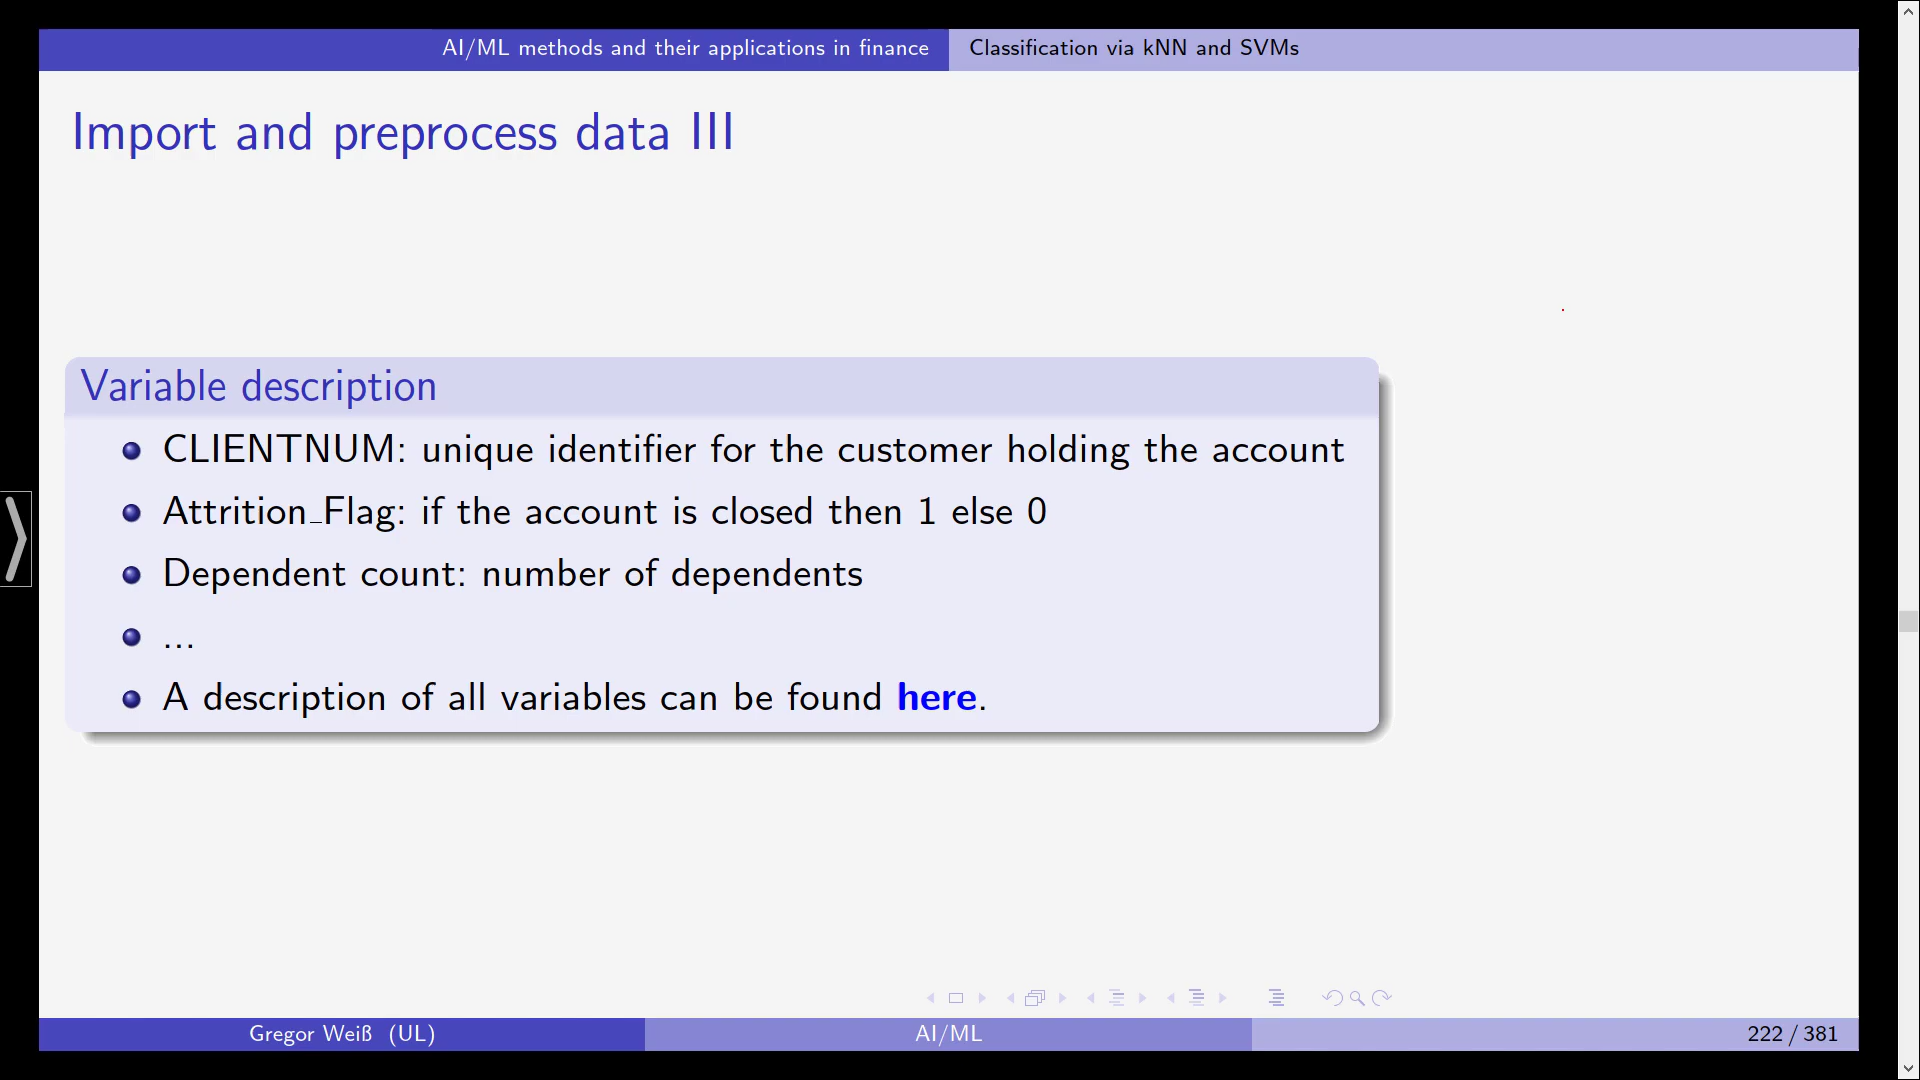 AI/ML methods and their applications in finance
Classification via kNN and SVMs
Import and preprocess data III
Variable description
CLIENTNUM: unique identifier for the customer holding the account
Attrition_Flag: if the account is closed then 1 else 0
Dependent count: number of dependents
...
A description of all variables can be found here.
Gregor Weiß (UL)
AI/ML
222 / 381